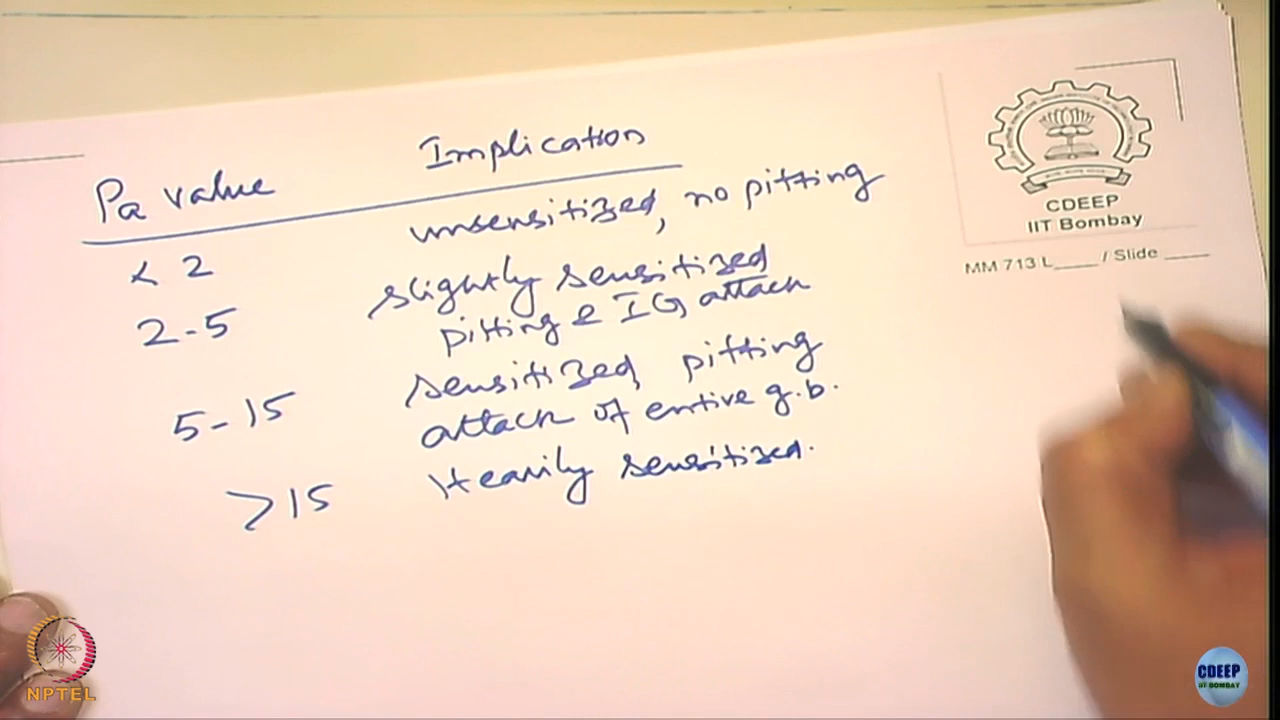 Pa value Implication
< 2 unsensitized, no pitting
2-5 slightly sensitized
pitting & IG attack
5-15 sensitized pitting
attack of entire g.b.
>15 Heavily sensitized.
CDEEP
IIT Bombay
MM 713 L____ / Slide ____
NPTEL
CDEEP
IIT BOMBAY